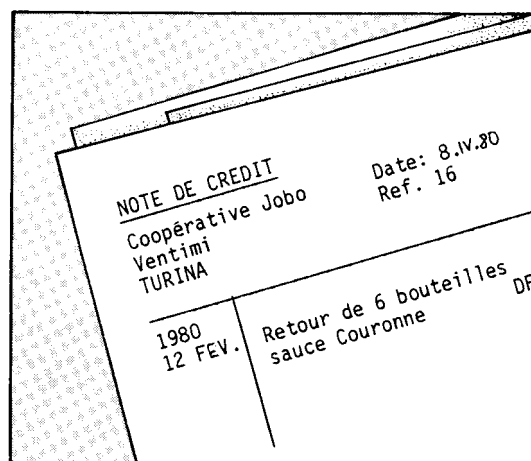 NOTE DE CREDIT
Coopérative Jobo
Ventimi
TURINA
Date: 8.IV.80
Ref. 16
1980
12 FEV.
Retour de 6 bouteilles
sauce Couronne